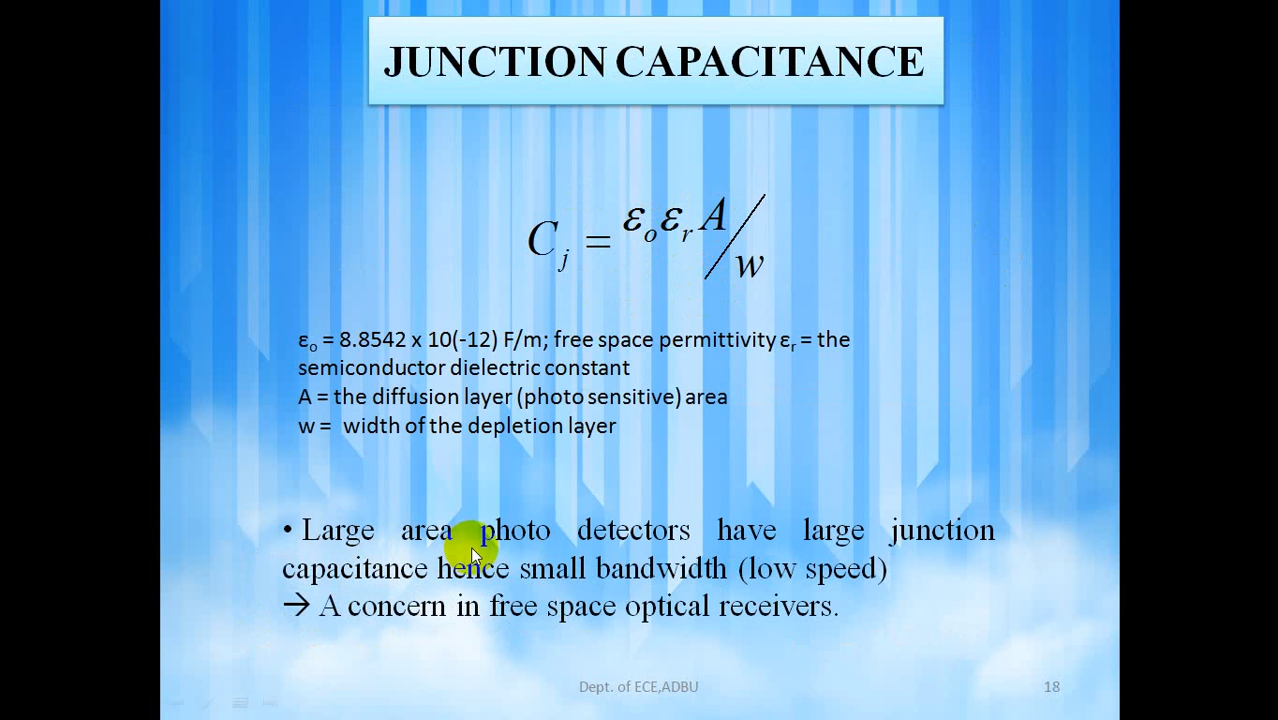 JUNCTION CAPACITANCE
C_j = ε_o ε_r A / w
ε_o = 8.8542 x 10(-12) F/m; free space permittivity ε_r = the
semiconductor dielectric constant
A = the diffusion layer (photo sensitive) area
w = width of the depletion layer
• Large area photo detectors have large junction
capacitance hence small bandwidth (low speed)
→ A concern in free space optical receivers.
Dept. of ECE,ADBU
18